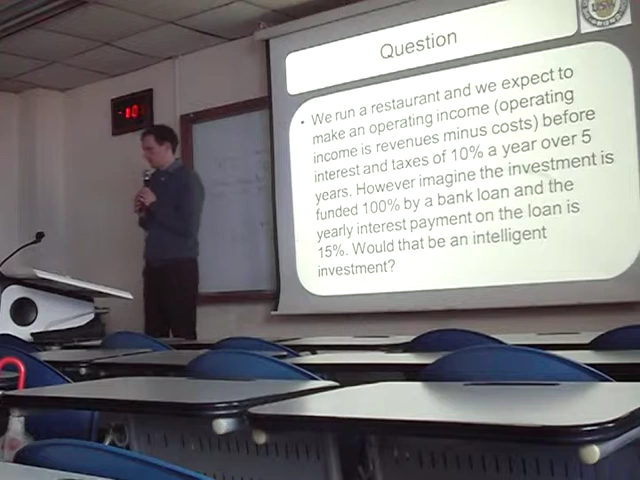 Question
• We run a restaurant and we expect to
make an operating income (operating
income is revenues minus costs) before
interest and taxes of 10% a year over 5
years. However imagine the investment is
funded 100% by a bank loan and the
yearly interest payment on the loan is
15%. Would that be an intelligent
investment?